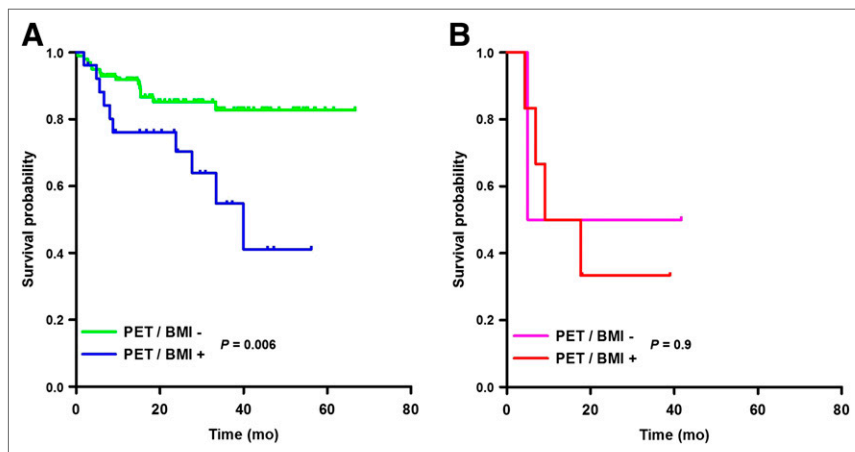 A
B
1.0
0.8
0.6
0.4
0.2
0.0
Survival probability
PET / BMI -
PET / BMI +
P = 0.006
0 20 40 60 80
Time (mo)
1.0
0.8
0.6
0.4
0.2
0.0
Survival probability
PET / BMI -
PET / BMI +
P = 0.9
0 20 40 60 80
Time (mo)